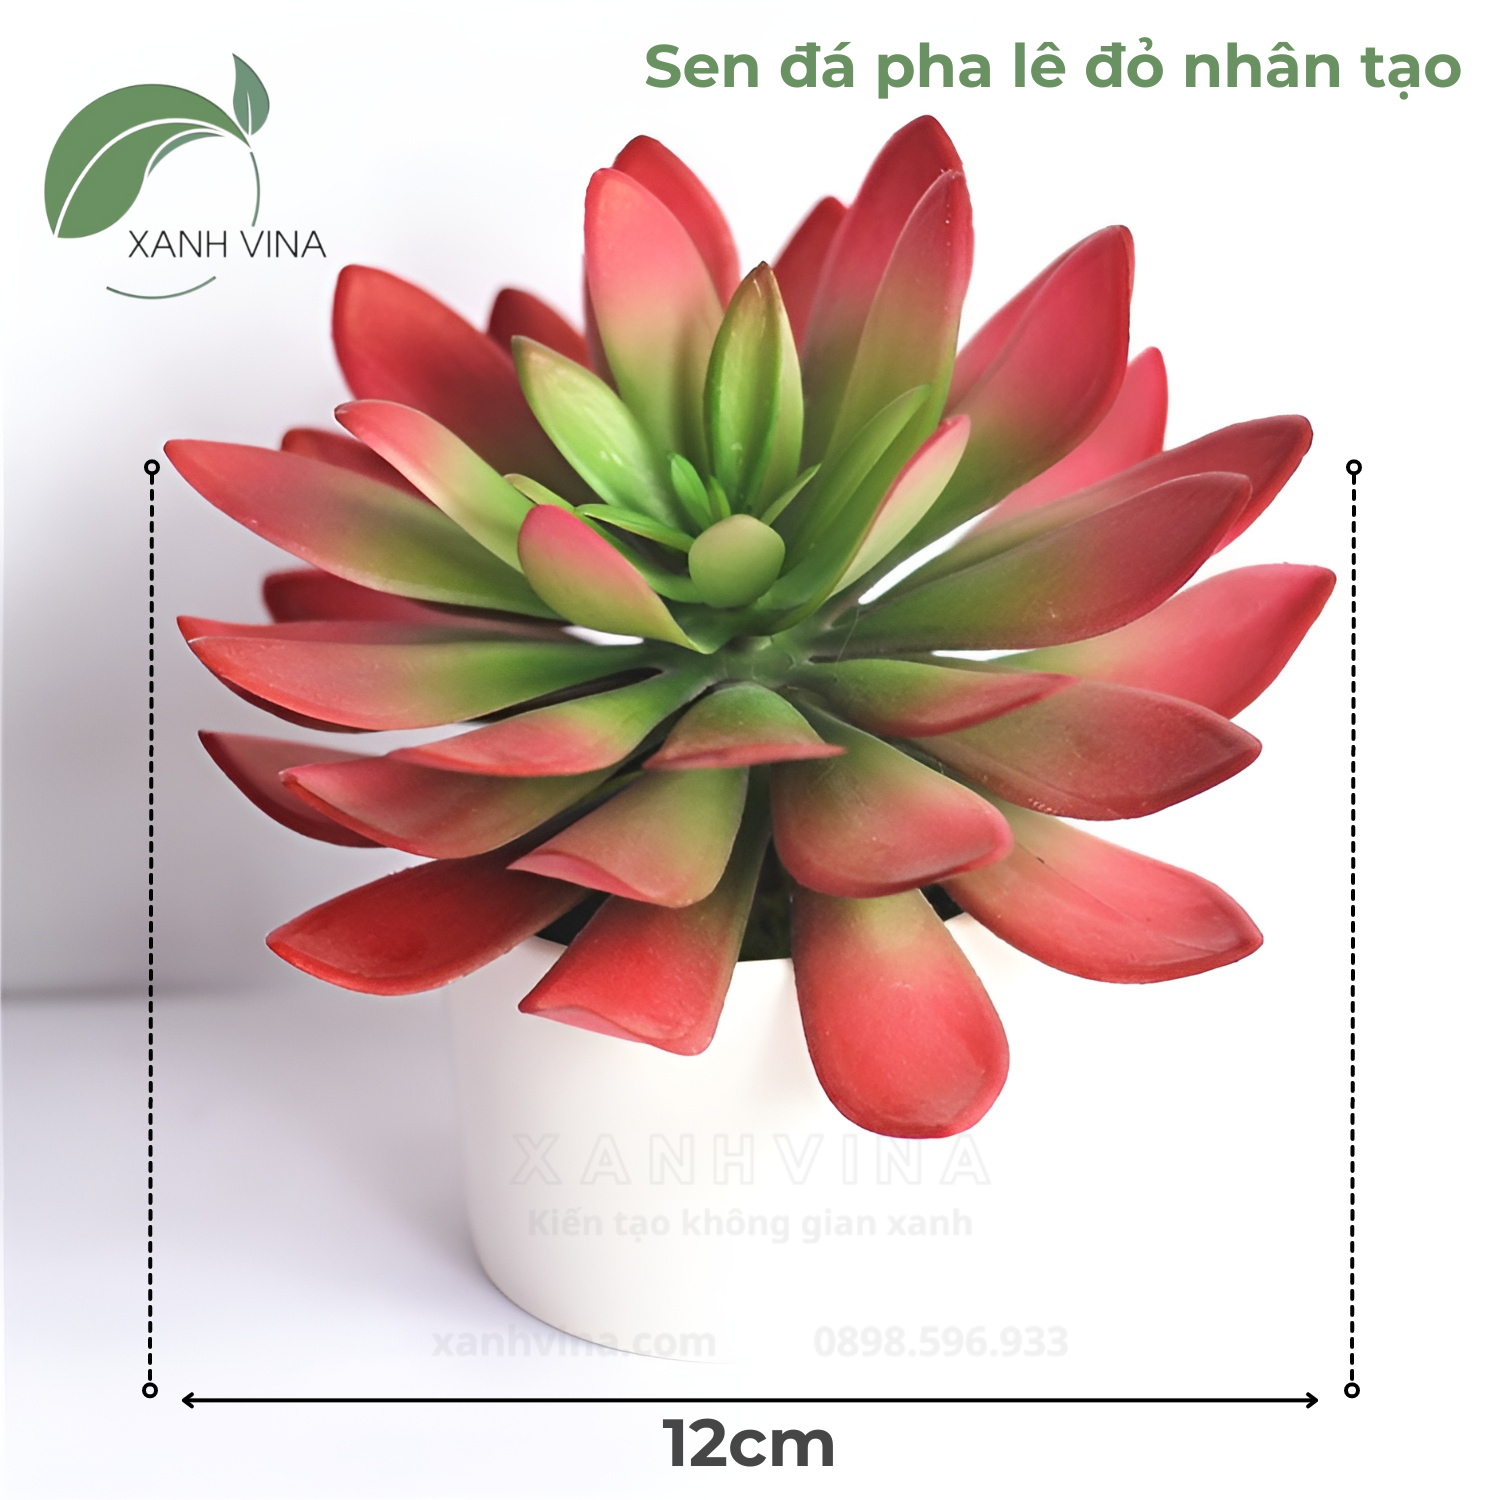 Sen đá pha lê đỏ nhân tạo
XANH VINA
XANHVINA
Kiến tạo không gian xanh
xanhvina.com 0898.596.933
12cm